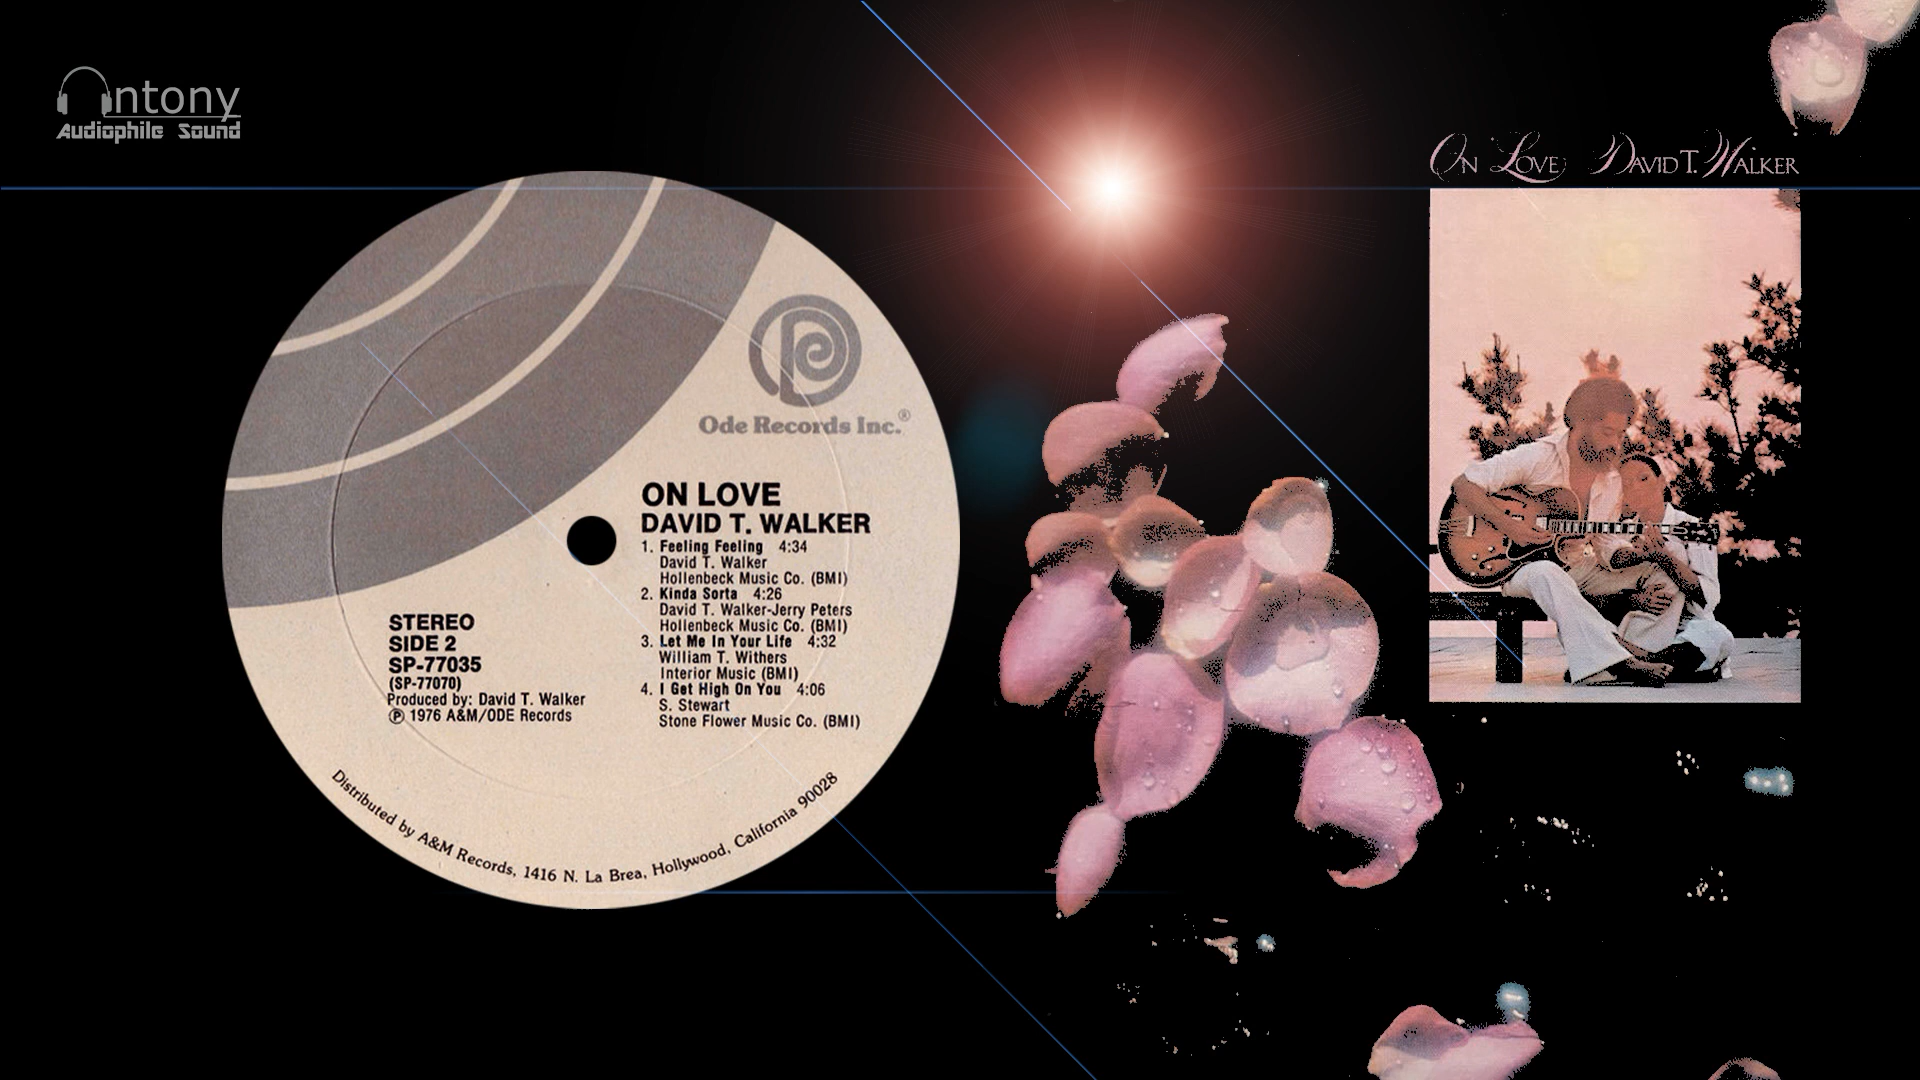 Antony
Audiophile Sound
ON LOVE DAVID T. WALKER
Ode Records Inc.®
ON LOVE
DAVID T. WALKER
1. Feeling Feeling 4:34
David T. Walker
Hollenbeck Music Co. (BMI)
2. Kinda Sorta 4:26
David T. Walker-Jerry Peters
Hollenbeck Music Co. (BMI)
3. Let Me In Your Life 4:32
William T. Withers
Interior Music (BMI)
4. I Get High On You 4:06
S. Stewart
Stone Flower Music Co. (BMI)
STEREO
SIDE 2
SP-77035
(SP-77070)
Produced by: David T. Walker
℗ 1976 A&M/ODE Records
Distributed by A&M Records, 1416 N. La Brea, Hollywood, California 90028